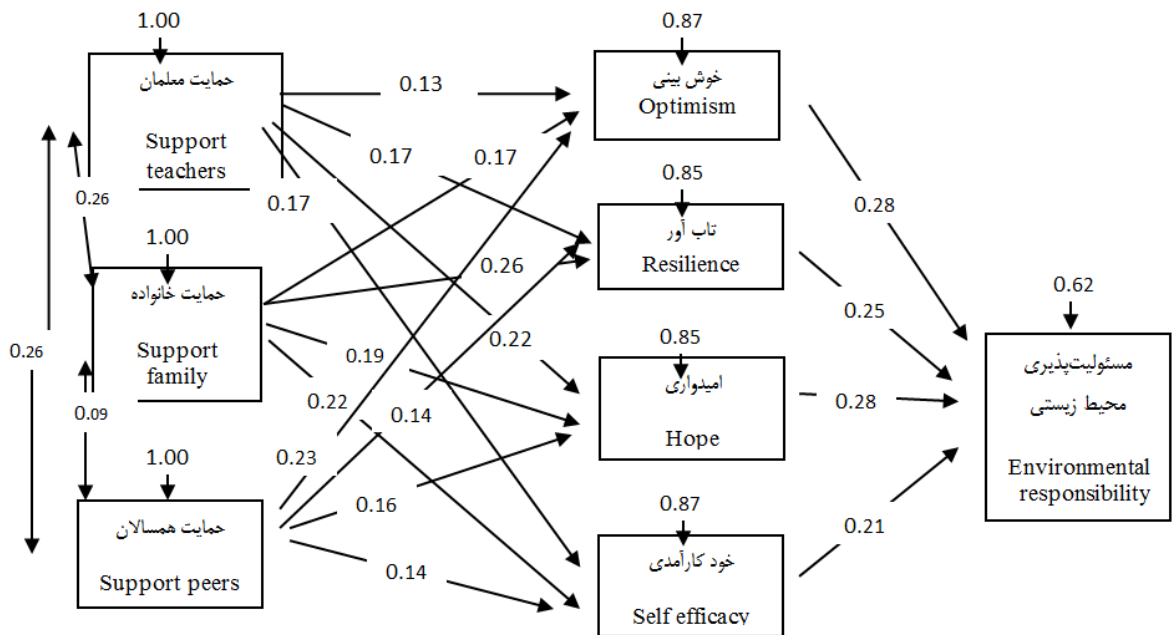 1.00
حمایت معلمان
Support
teachers
0.87
خوش بینی
Optimism
0.13
0.17
0.17
0.17
0.26
0.85
تاب آور
Resilience
0.28
1.00
حمایت خانواده
Support
family
0.26
0.25
0.62
مسئولیت‌پذیری
محیط زیستی
Environmental
responsibility
0.26
0.09
0.19
0.22
0.22
0.14
0.85
امیدواری
Hope
0.28
1.00
حمایت همسالان
Support peers
0.23
0.16
0.14
0.87
خود کارآمدی
Self efficacy
0.21